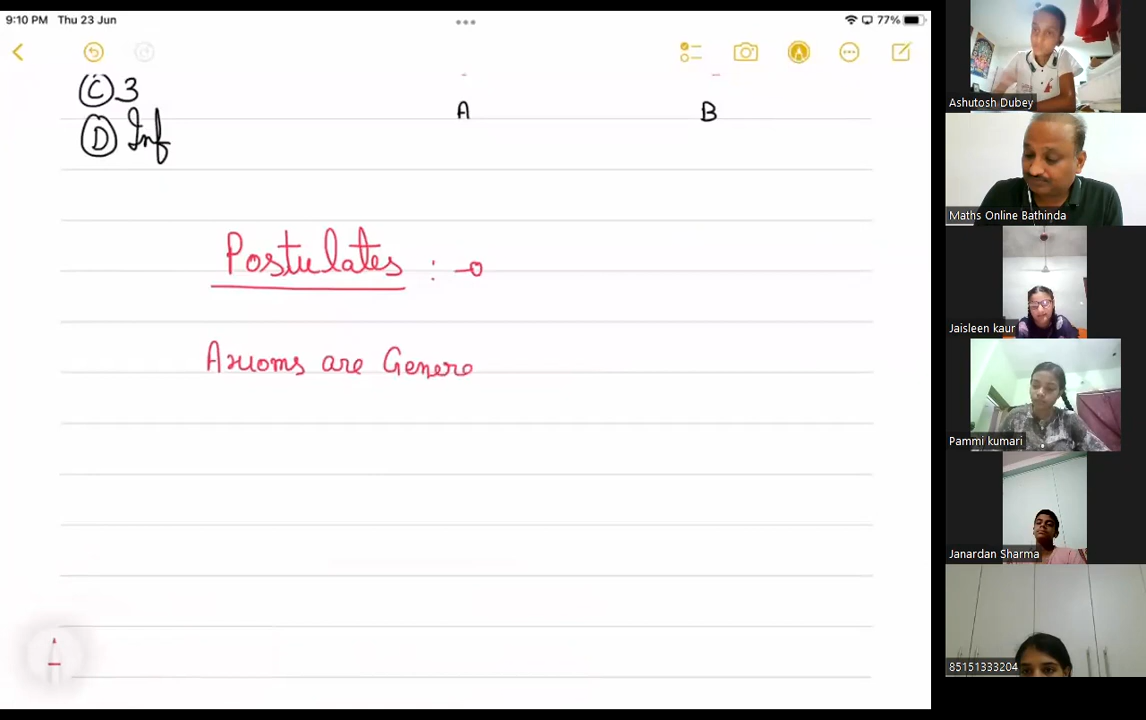 9:10 PM Thu 23 Jun
77%
C 3
D Inf
A B
Postulates :-
Axioms are Genera
Ashutosh Dubey
Maths Online Bathinda
Jaisleen kaur
Pammi kumari
Janardan Sharma
85151333204